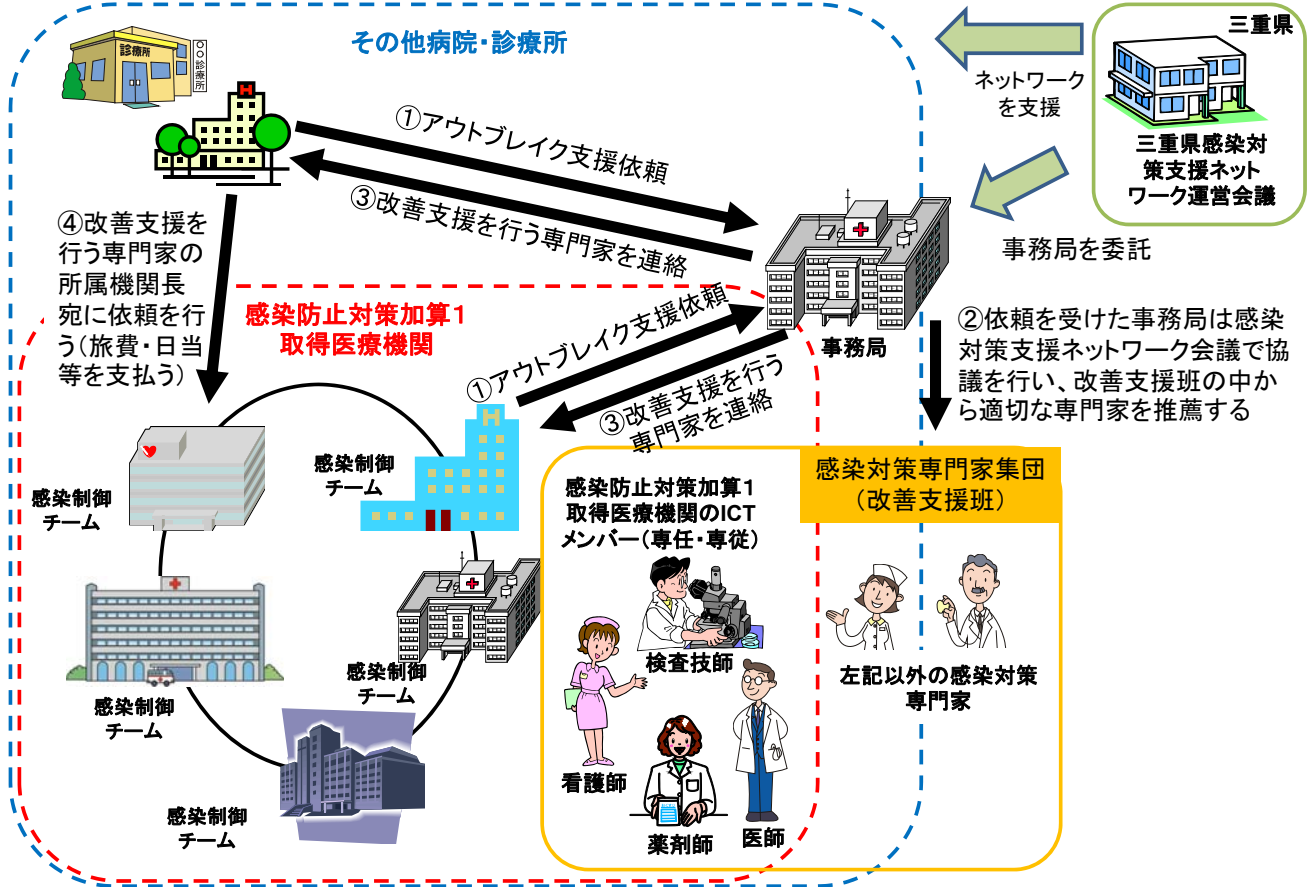 その他病院・診療所
診療所
○○診療所
三重県
ネットワーク
を支援
三重県感染対
策支援ネット
ワーク運営会議
事務局を委託
①アウトブレイク支援依頼
③改善支援を行う専門家を連絡
④改善支援を
行う専門家の
所属機関長
宛に依頼を行
う(旅費・日当
等を支払う)
感染防止対策加算1
取得医療機関
①アウトブレイク支援依頼
③改善支援を行う
専門家を連絡
事務局
②依頼を受けた事務局は感染
対策支援ネットワーク会議で協
議を行い、改善支援班の中か
ら適切な専門家を推薦する
H
H
感染制御
チーム
感染制御
チーム
感染制御
チーム
感染制御
チーム
感染制御
チーム
感染対策専門家集団
(改善支援班)
感染防止対策加算1
取得医療機関のICT
メンバー(専任・専従)
検査技師
看護師
薬剤師
医師
左記以外の感染対策
専門家